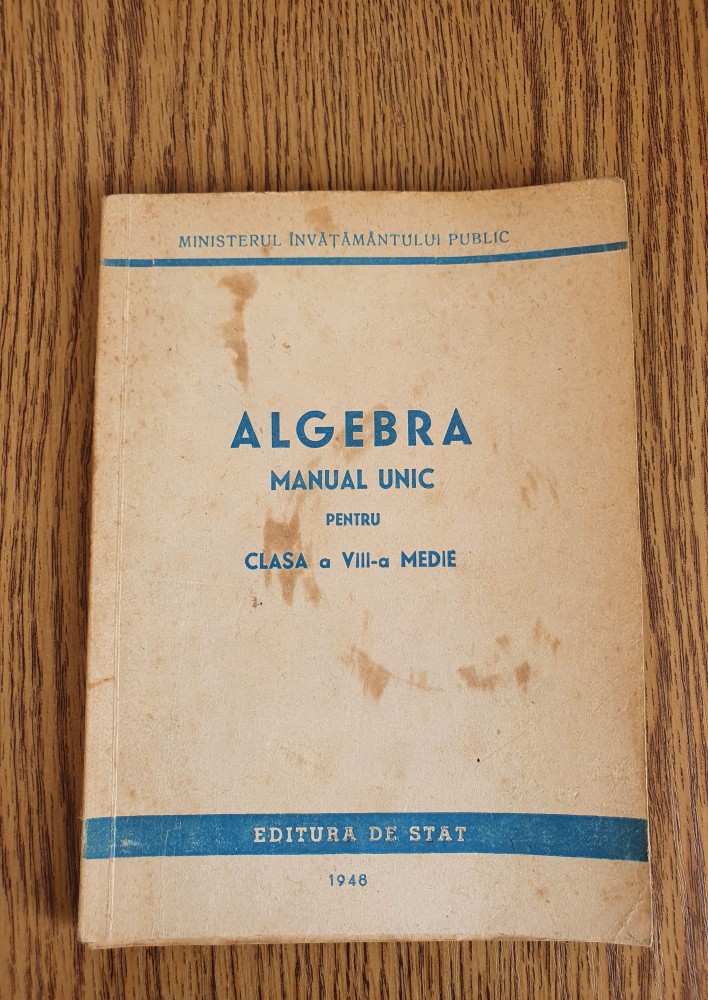 MINISTERUL ÎNVĂȚĂMÂNTULUI PUBLIC
ALGEBRA
MANUAL UNIC
PENTRU
CLASA a VIII-a MEDIE
EDITURA DE STAT
1948